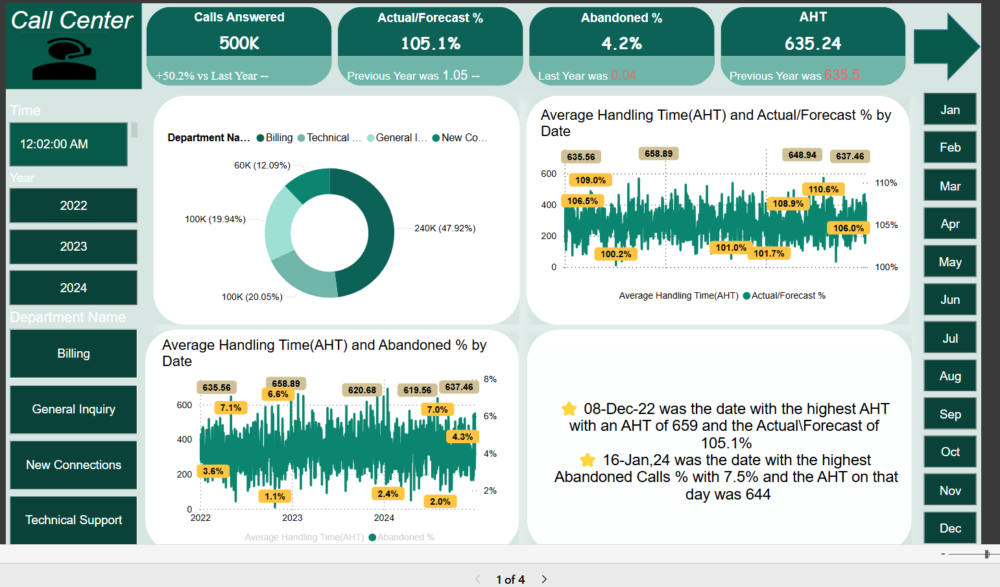 Call Center
Calls Answered
500K
+50.2% vs Last Year --
Actual/Forecast %
105.1%
Previous Year was 1.05 --
Abandoned %
4.2%
Last Year was 0.04
AHT
635.24
Previous Year was 635.5
Time
12:02:00 AM
Year
2022
2023
2024
Department Name
Billing
General Inquiry
New Connections
Technical Support
Department Na... Billing Technical ... General I... New Co...
60K (12.09%)
100K (19.94%)
240K (47.92%)
100K (20.05%)
Average Handling Time(AHT) and Actual/Forecast % by
Date
635.56
658.89
648.94
637.46
600
400
200
0
109.0%
106.5%
100.2%
101.0%
101.7%
108.9%
110.6%
106.0%
110%
105%
100%
Average Handling Time(AHT) Actual/Forecast %
Average Handling Time(AHT) and Abandoned % by
Date
635.56
658.89
620.68
619.56
637.46
600
400
200
0
7.1%
6.6%
7.0%
4.3%
3.6%
1.1%
2.4%
2.0%
8%
6%
4%
2%
2022
2023
2024
Average Handling Time(AHT) Abandoned %
08-Dec-22 was the date with the highest AHT
with an AHT of 659 and the Actual\Forecast of
105.1%
16-Jan,24 was the date with the highest
Abandoned Calls % with 7.5% and the AHT on that
day was 644
Jan
Feb
Mar
Apr
May
Jun
Jul
Aug
Sep
Oct
Nov
Dec
-
1 of 4